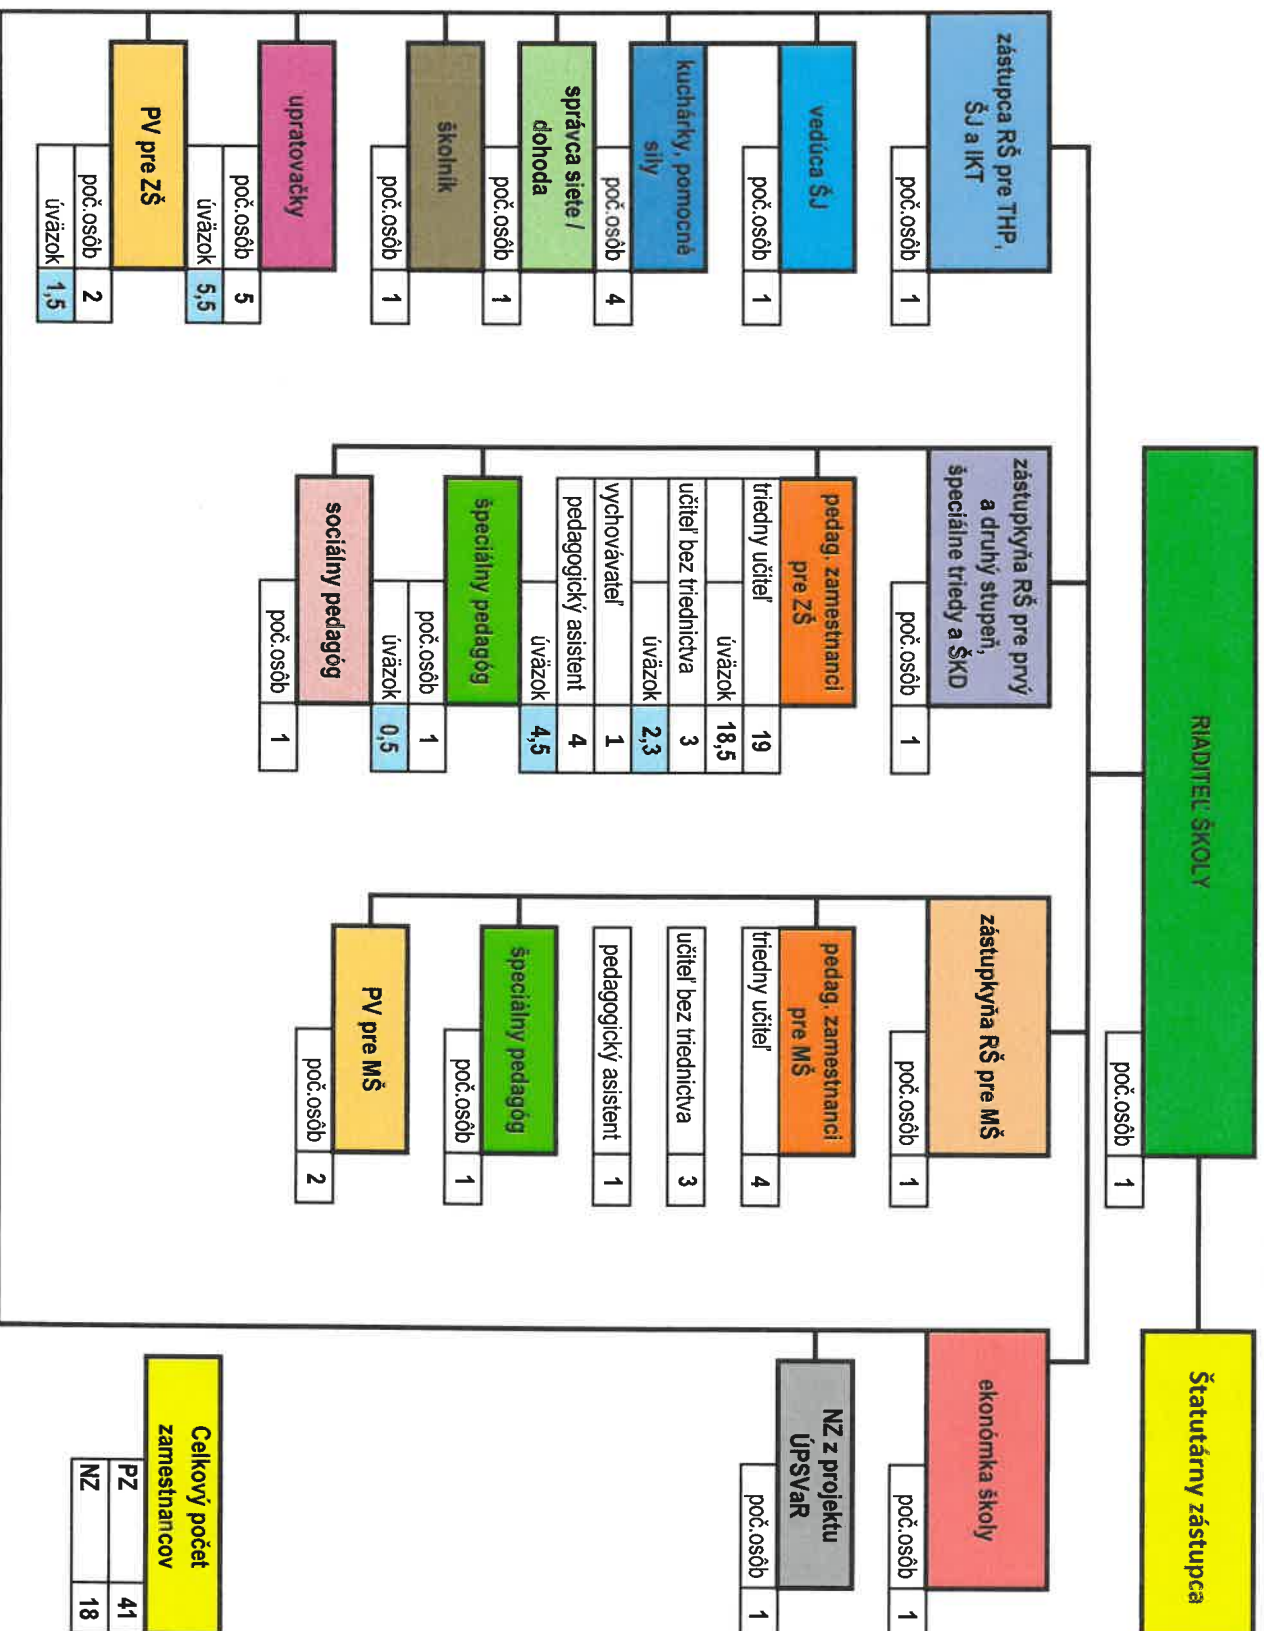 RIADITEĽ ŠKOLY
poč.osôb 1
Štatutárny zástupca
zástupca RŠ pre THP,
ŠJ a IKT
poč.osôb 1
vedúca ŠJ
poč.osôb 1
kuchárky, pomocné
sily
poč.osôb 4
správca siete /
dohoda
poč.osôb 1
školník
poč.osôb 1
upratovačky
poč.osôb 5
úväzok 5,5
PV pre ZŠ
poč.osôb 2
úväzok 1,5
zástupkyňa RŠ pre prvý
a druhý stupeň,
špeciálne triedy a ŠKD
poč.osôb 1
pedag. zamestnanci
pre ZŠ
triedny učiteľ 19
úväzok 18,5
učiteľ bez triednictva 3
úväzok 2,3
vychovávateľ 1
pedagogický asistent 4
úväzok 4,5
špeciálny pedagóg
poč.osôb 1
úväzok 0,5
sociálny pedagóg
poč.osôb 1
zástupkyňa RŠ pre MŠ
poč.osôb 1
pedag. zamestnanci
pre MŠ
triedny učiteľ 4
učiteľ bez triednictva 3
pedagogický asistent 1
špeciálny pedagóg
poč.osôb 1
PV pre MŠ
poč.osôb 2
ekonómka školy
poč.osôb 1
NZ z projektu
ÚPSVaR
poč.osôb 1
Celkový počet
zamestnancov
PZ 41
NZ 18